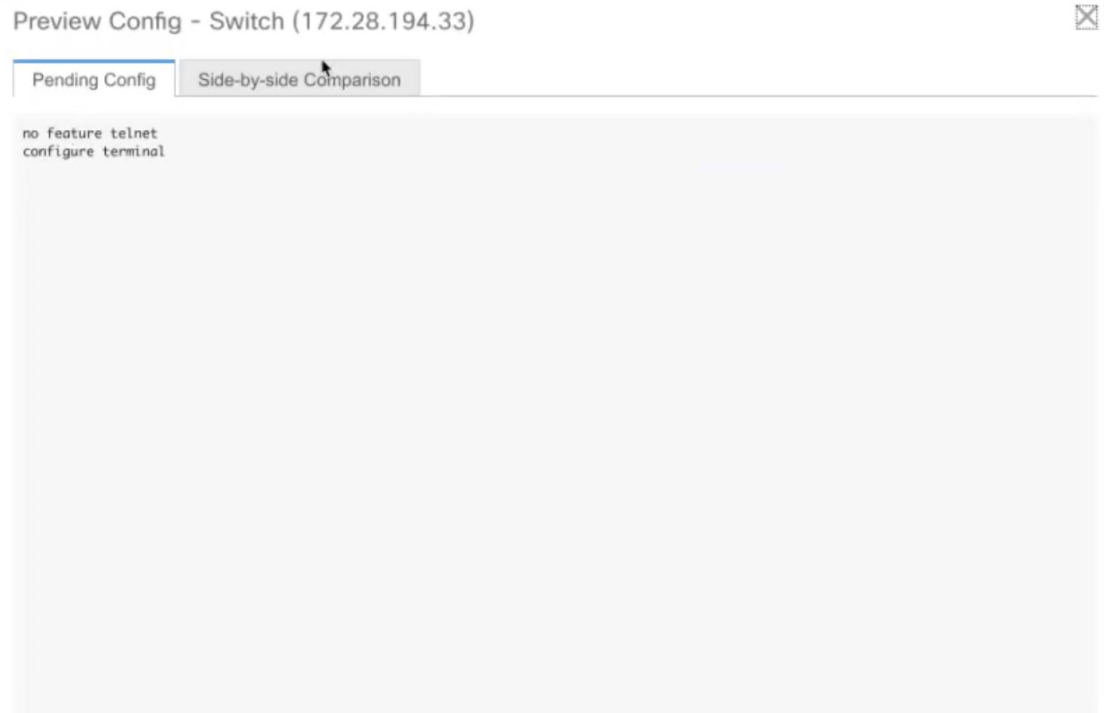 Preview Config - Switch (172.28.194.33)
Pending Config
Side-by-side Comparison
no feature telnet
configure terminal